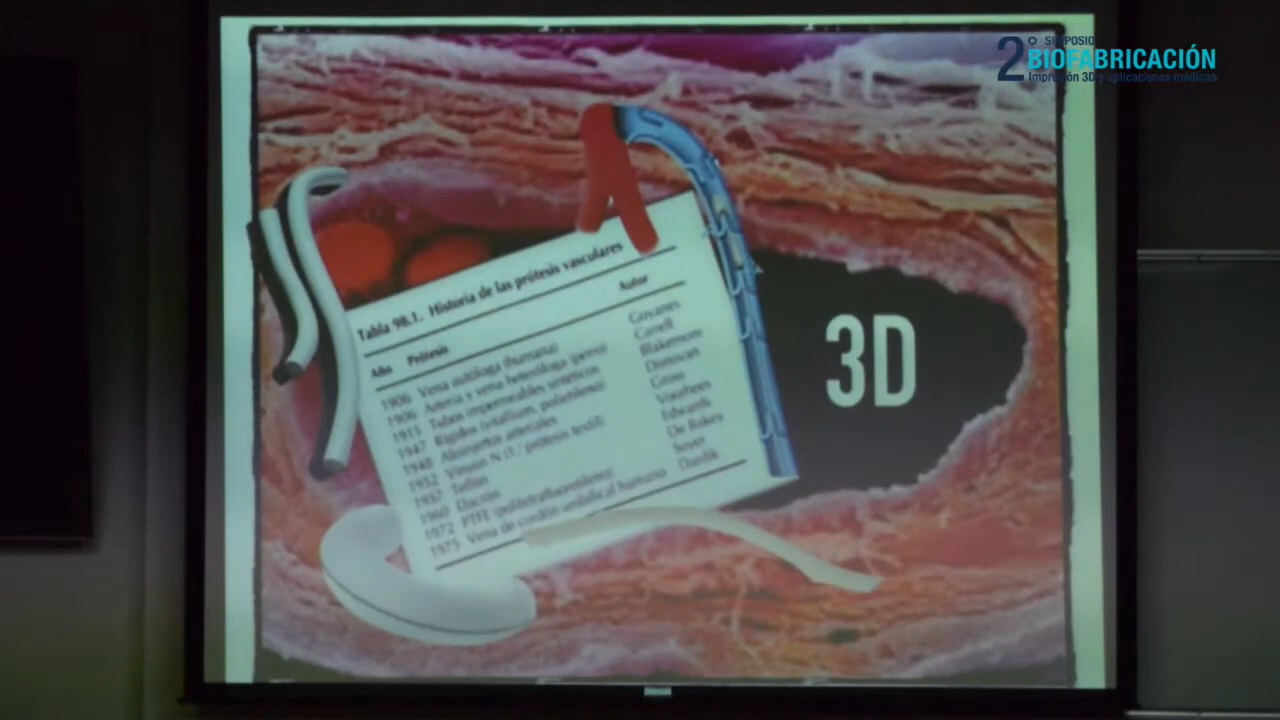 2° SIMPOSIO
BIOFABRICACIÓN
Impresión 3D y aplicaciones médicas
Tabla 98.1. Historia de las prótesis vasculares
Año Prótesis Autor
1906 Vena autóloga (humana) Goyanes
1906 Arteria y vena heteróloga (perro) Carrell
1915 Tubos impermeables sintéticos Blakemore
1947 Rígidos (vitallium, polietileno) Donovan
1948 Aloinjertos arteriales Gross
1952 Vinyon N (1.ª prótesis textil) Voorhees
1957 Teflón Edwards
1960 Dacrón De Bakey
1972 PTFE (politetrafluoroetileno) Soyer
1975 Vena de cordón umbilical humano Dardik
3D